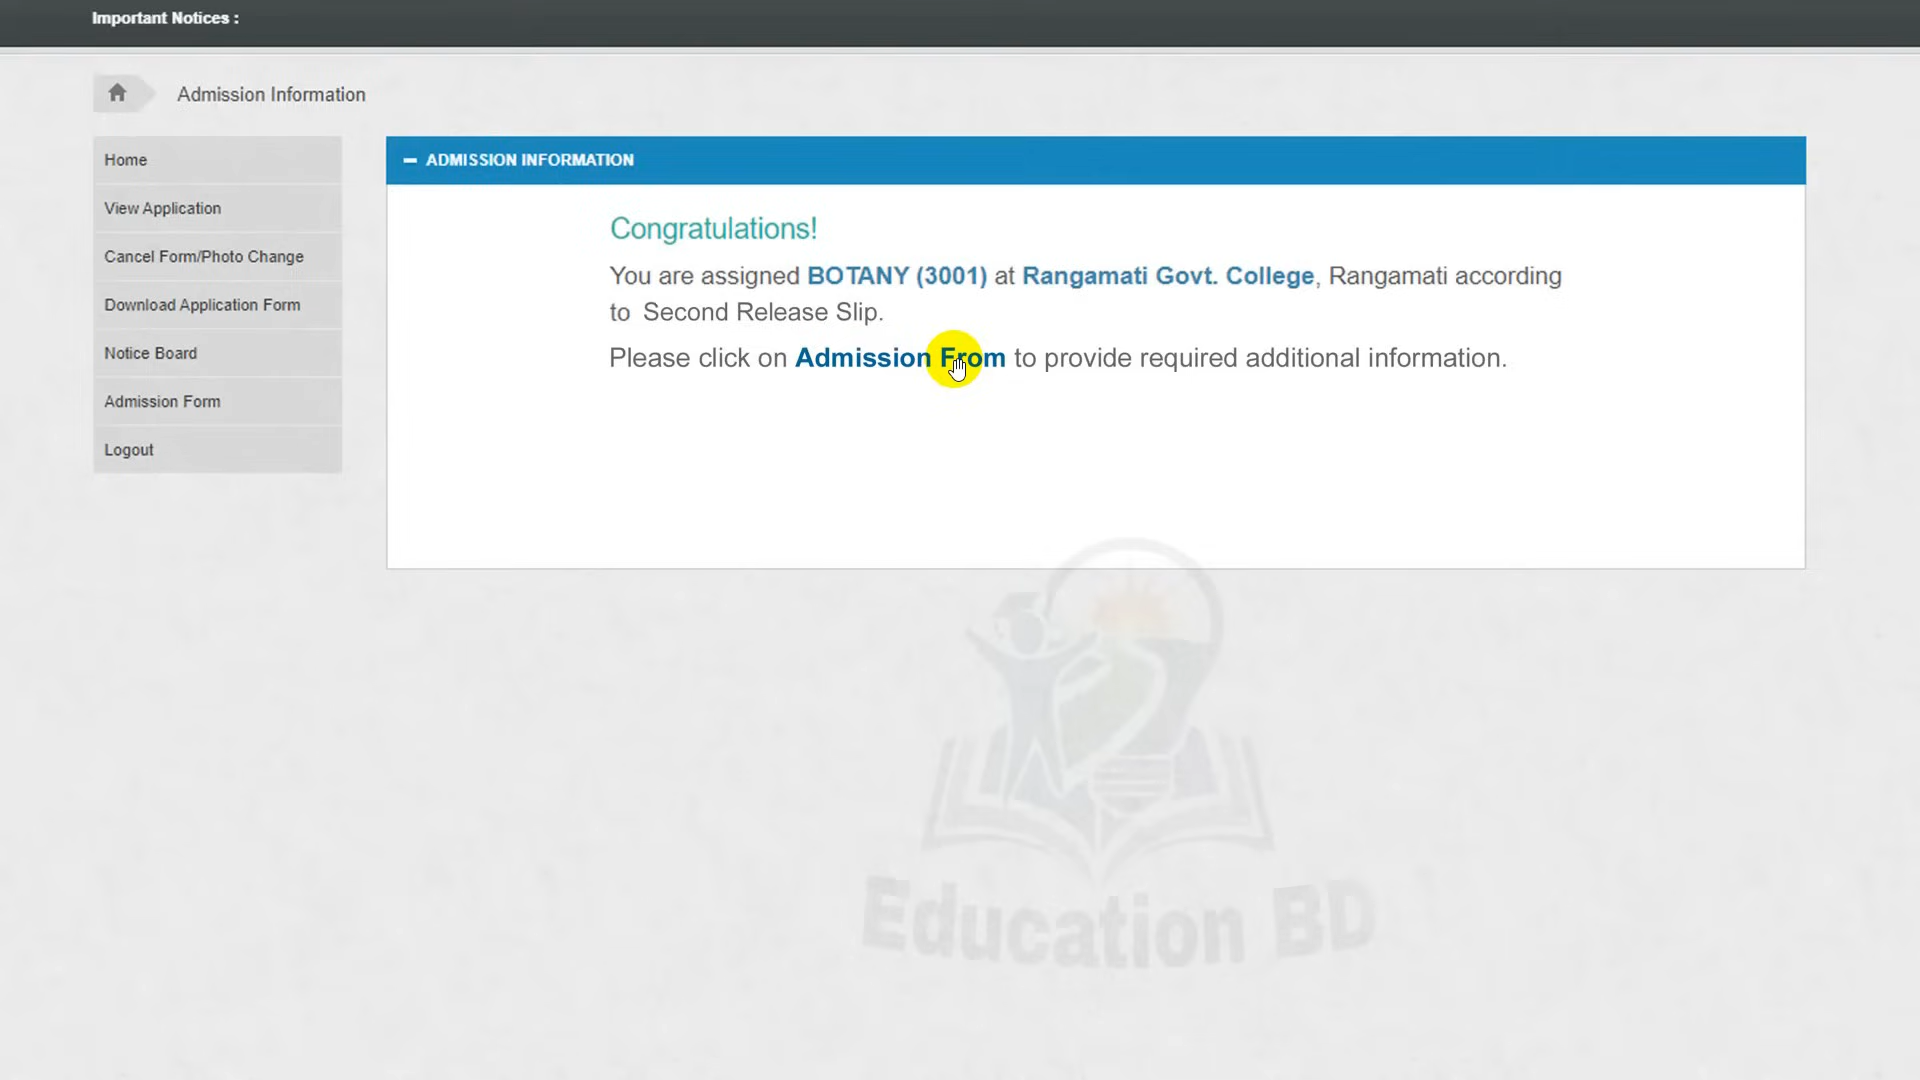 Important Notices :
Admission Information
Home
View Application
Cancel Form/Photo Change
Download Application Form
Notice Board
Admission Form
Logout
ADMISSION INFORMATION
Congratulations!
You are assigned BOTANY (3001) at Rangamati Govt. College, Rangamati according
to Second Release Slip.
Please click on Admission From to provide required additional information.
Education BD